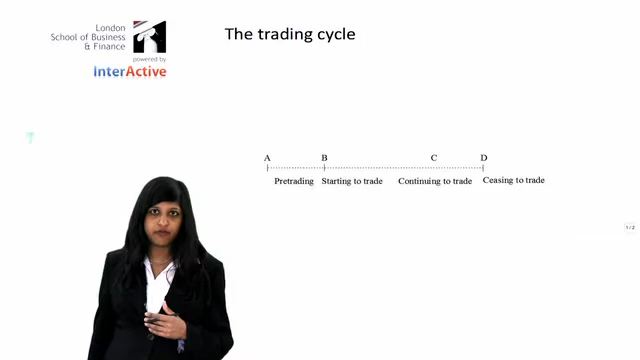 London
School of Business
& Finance
powered by
InterActive
The trading cycle
A B C D
Pretrading Starting to trade Continuing to trade Ceasing to trade
1 / 2